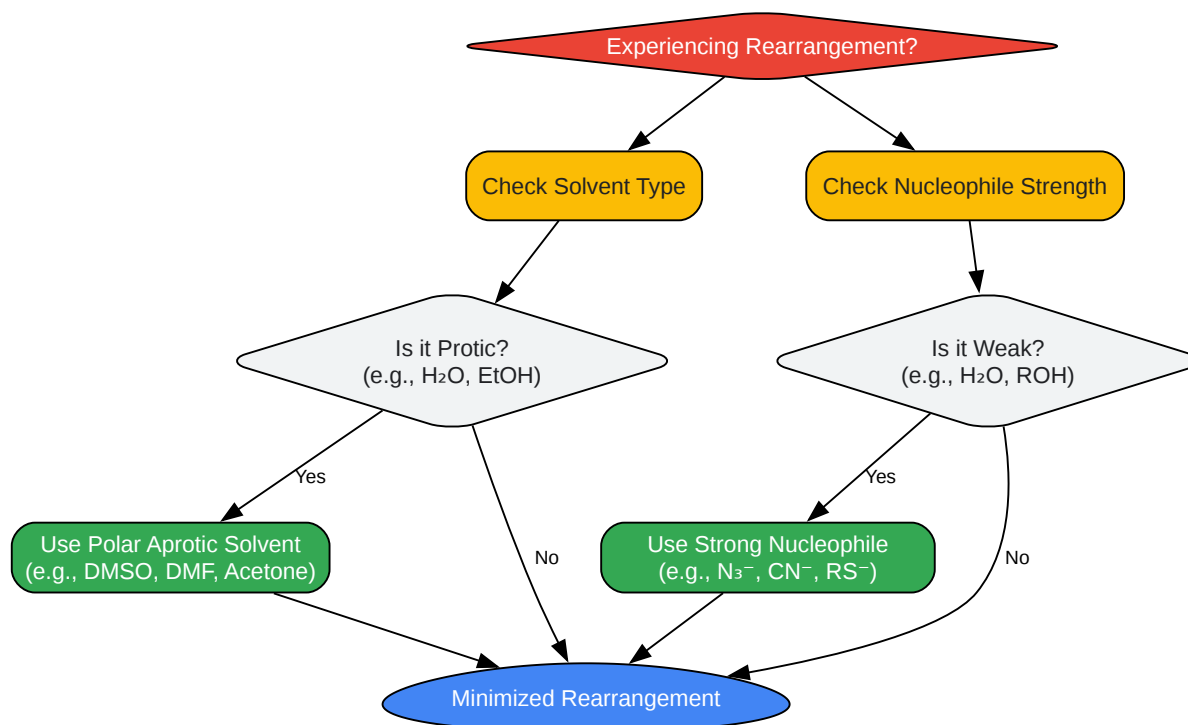 Experiencing Rearrangement?
Check Solvent Type
Check Nucleophile Strength
Is it Protic?
(e.g., H₂O, EtOH)
Is it Weak?
(e.g., H₂O, ROH)
Yes
Yes
Use Polar Aprotic Solvent
(e.g., DMSO, DMF, Acetone)
No
Use Strong Nucleophile
(e.g., N₃⁻, CN⁻, RS⁻)
No
Minimized Rearrangement